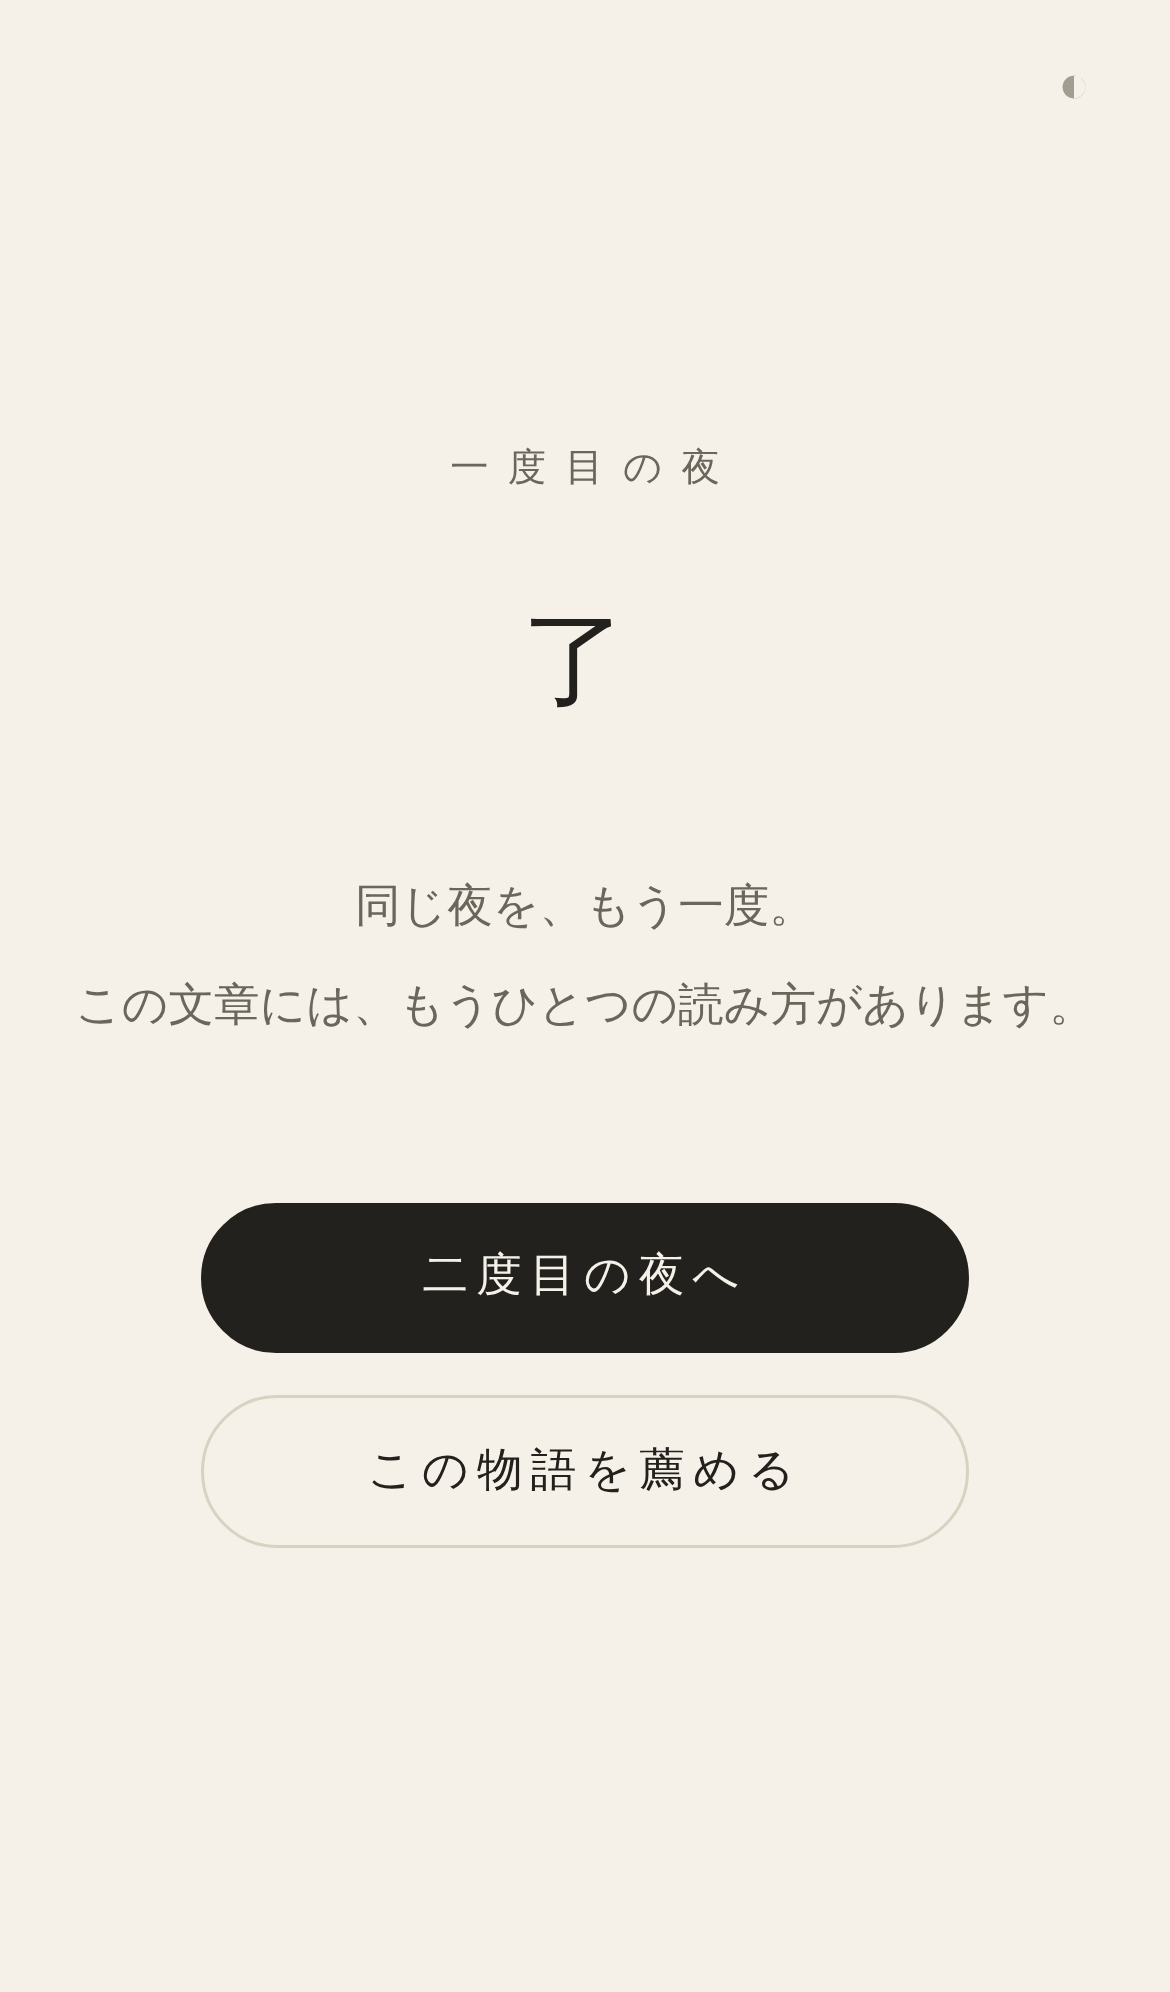 一度目の夜
了
同じ夜を、もう一度。
この文章には、もうひとつの読み方があります。
二度目の夜へ
この物語を薦める